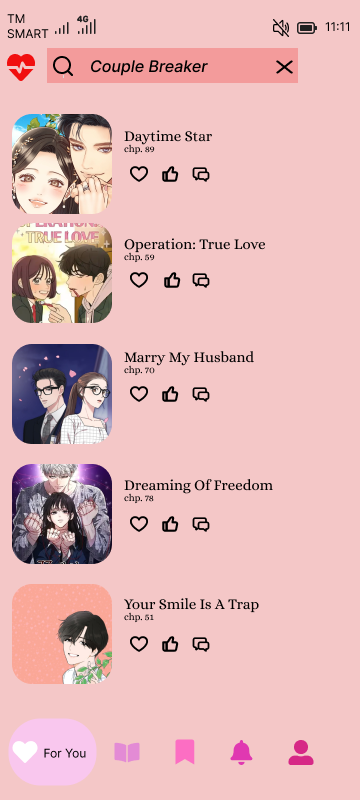 TM
SMART
4G
11:11
Couple Breaker
Daytime Star
chp. 89
OPERATION:
TRUE LOVE
Operation: True Love
chp. 59
Marry My Husband
chp. 70
Dreaming Of Freedom
chp. 78
Your Smile Is A Trap
chp. 51
For You